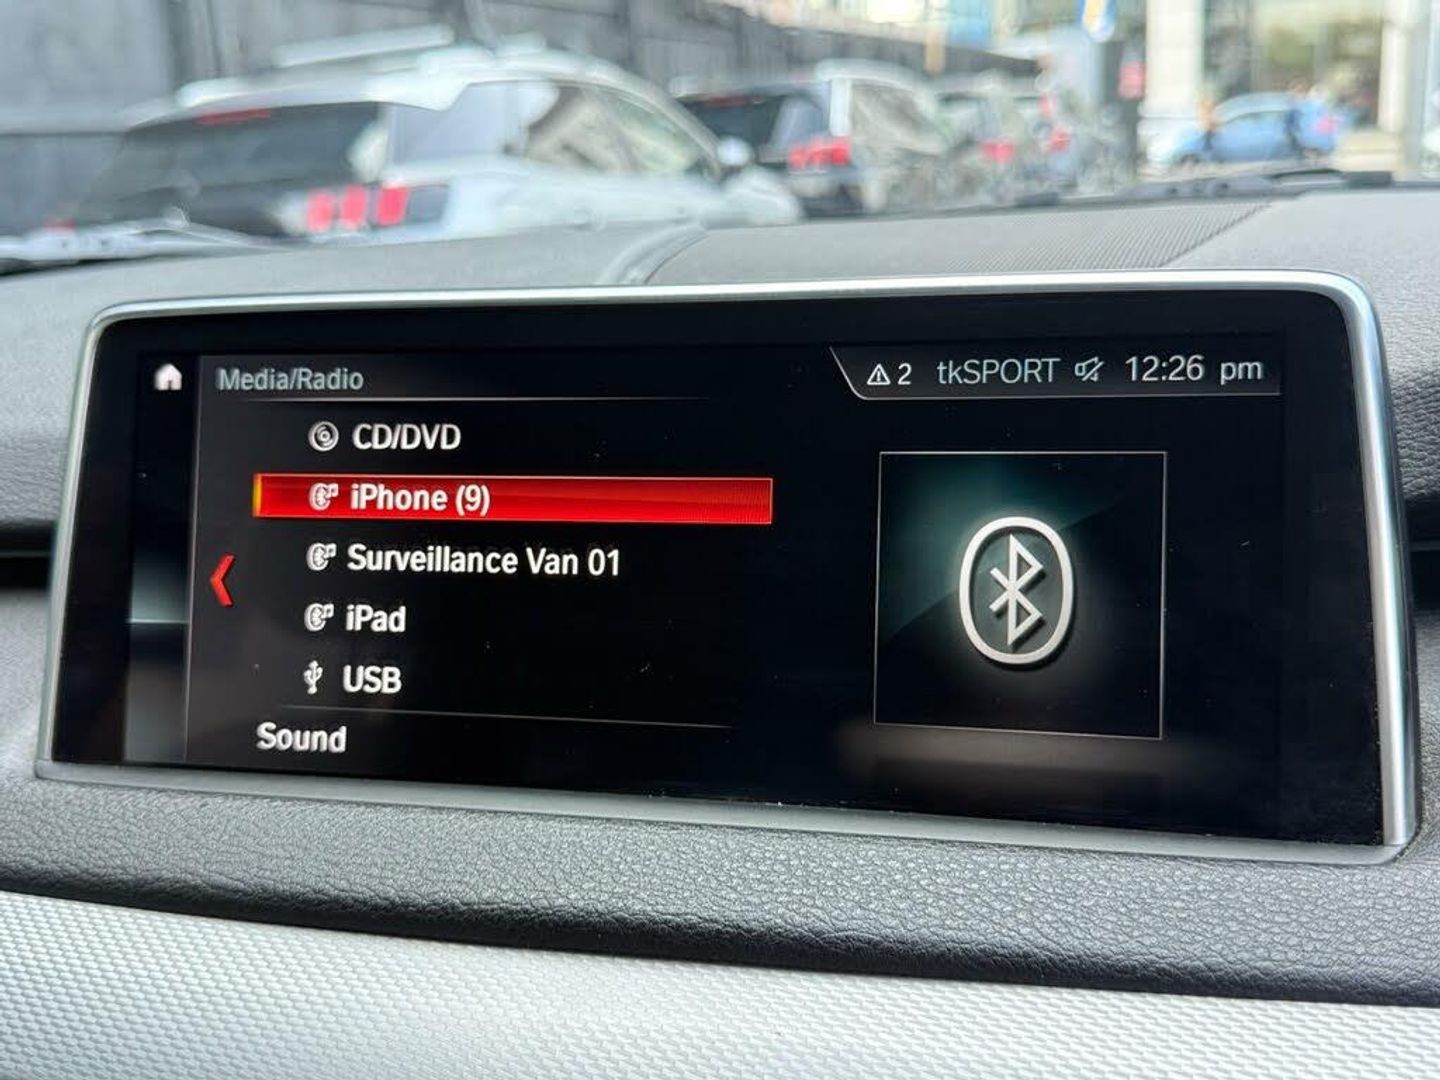 Media/Radio
2 tkSPORT 12:26 pm
CD/DVD
iPhone (9)
Surveillance Van 01
iPad
USB
Sound